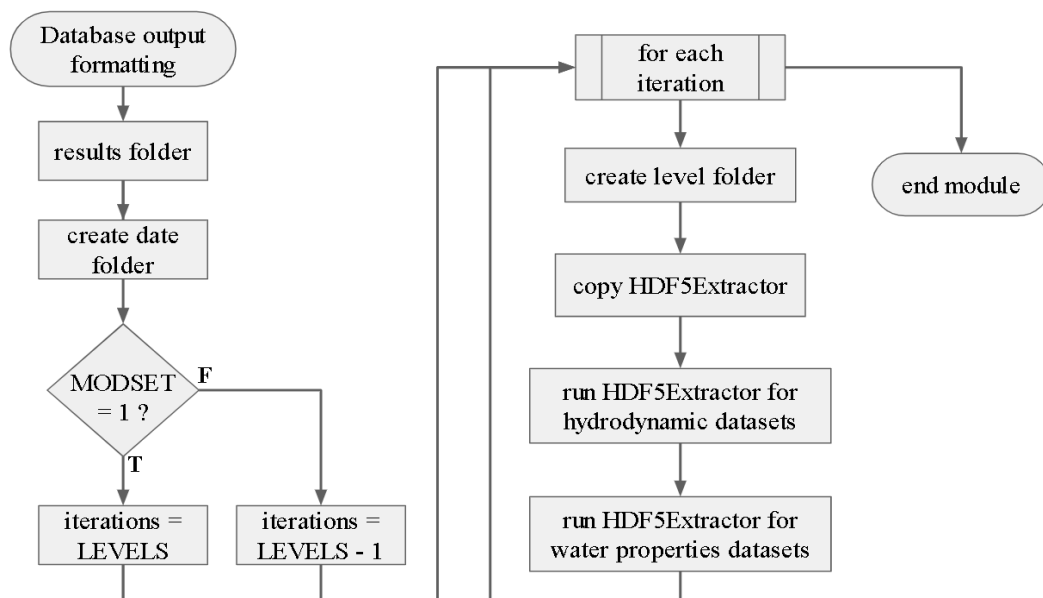 Database output
formatting
results folder
create date
folder
MODSET
= 1 ?
F
T
iterations =
LEVELS
iterations =
LEVELS - 1
for each
iteration
create level folder
copy HDF5Extractor
run HDF5Extractor for
hydrodynamic datasets
run HDF5Extractor for
water properties datasets
end module